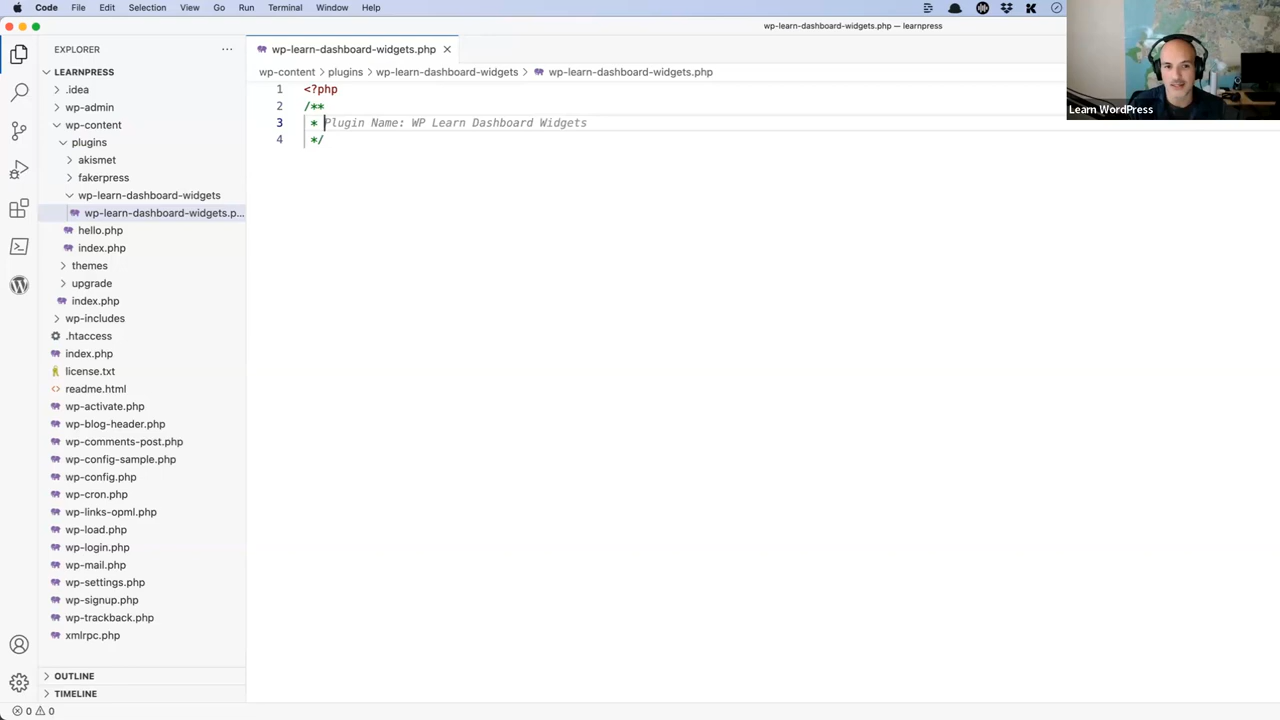 Code File Edit Selection View Go Run Terminal Window Help
wp-learn-dashboard-widgets.php — learnpress
EXPLORER
LEARNPRESS
.idea
wp-admin
wp-content
plugins
akismet
fakerpress
wp-learn-dashboard-widgets
wp-learn-dashboard-widgets.p...
hello.php
index.php
themes
upgrade
index.php
wp-includes
.htaccess
index.php
license.txt
readme.html
wp-activate.php
wp-blog-header.php
wp-comments-post.php
wp-config-sample.php
wp-config.php
wp-cron.php
wp-links-opml.php
wp-load.php
wp-login.php
wp-mail.php
wp-settings.php
wp-signup.php
wp-trackback.php
xmlrpc.php
OUTLINE
TIMELINE
0 0
wp-learn-dashboard-widgets.php
wp-content > plugins > wp-learn-dashboard-widgets > wp-learn-dashboard-widgets.php
1 <?php
2 /**
3 * Plugin Name: WP Learn Dashboard Widgets
4 */
Learn WordPress